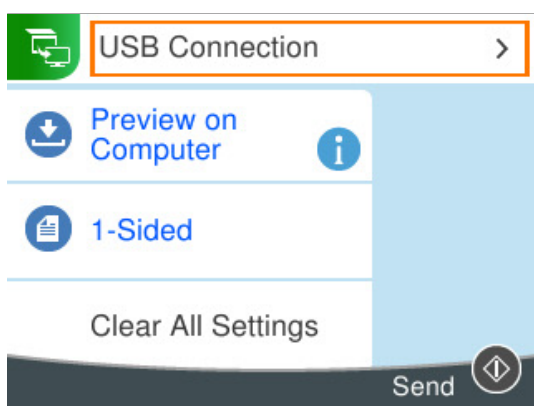 USB Connection
Preview on
Computer
1-Sided
Clear All Settings
Send